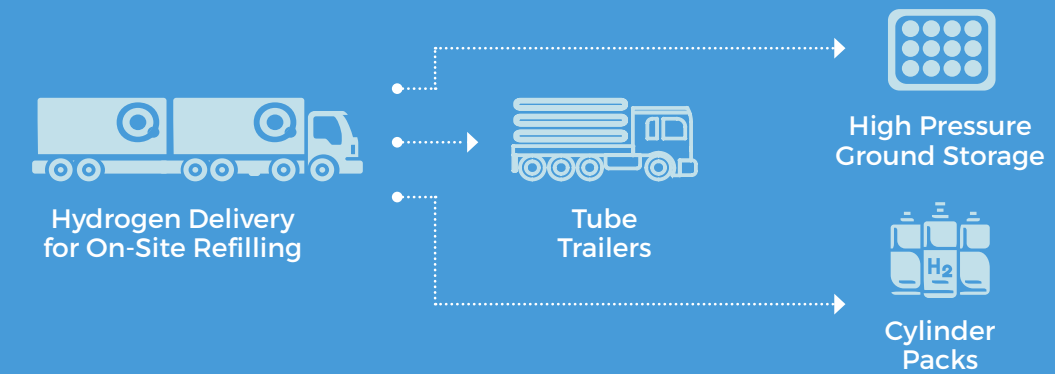 Hydrogen Delivery
for On-Site Refilling
Tube
Trailers
High Pressure
Ground Storage
H2
Cylinder
Packs